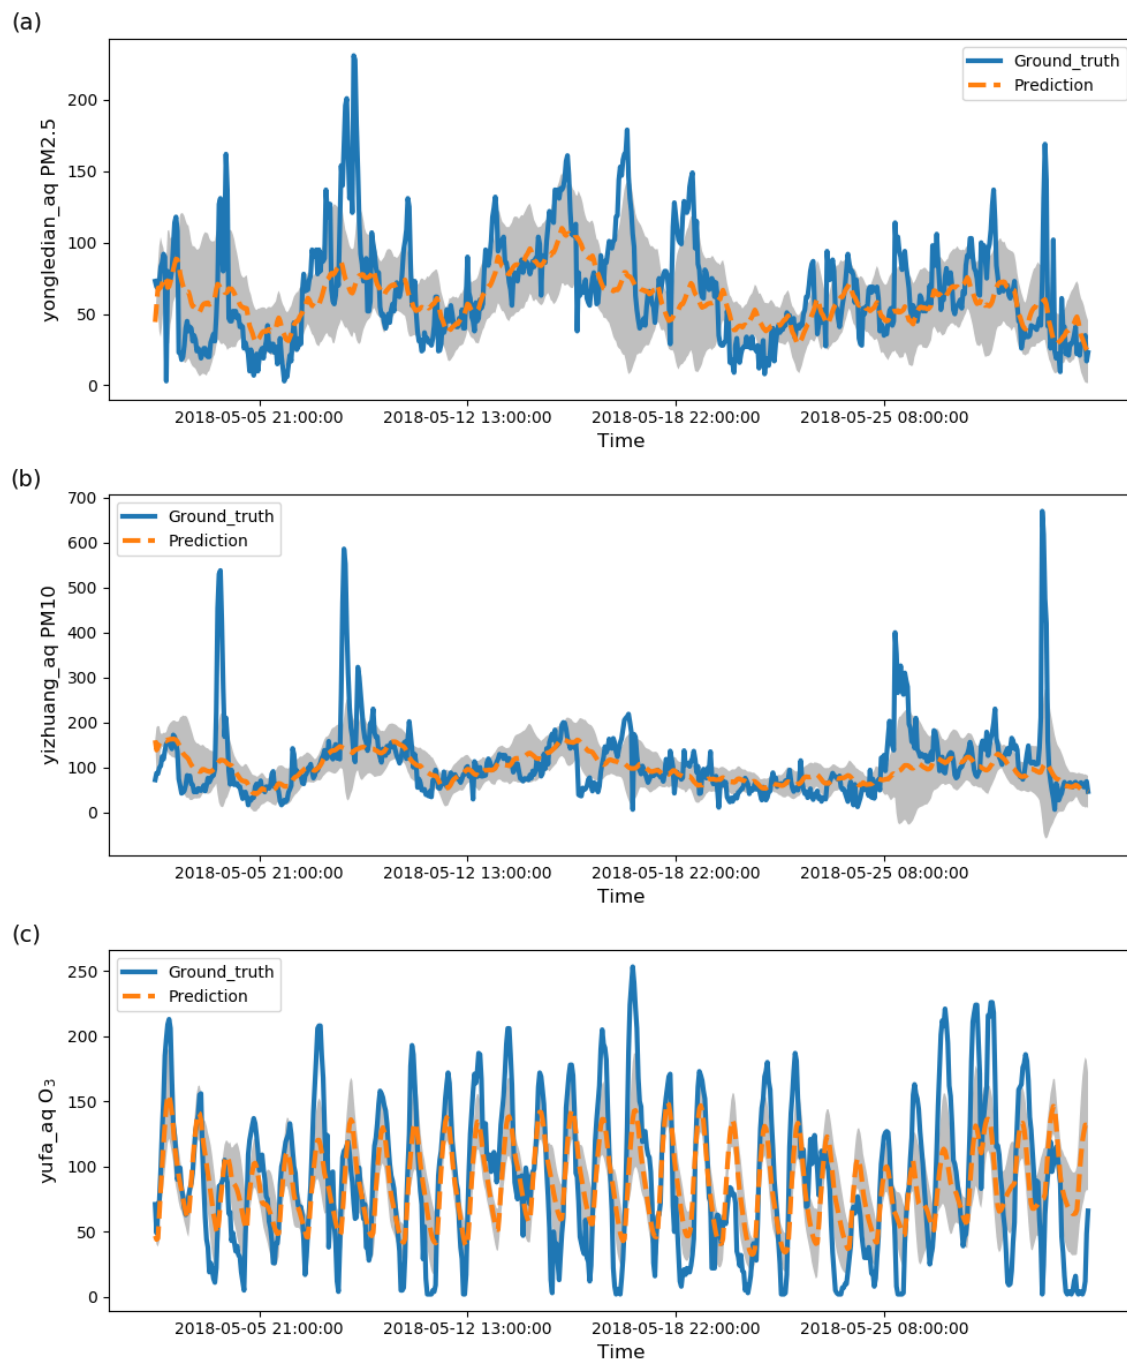 (a)
yongledian_aq PM2.5
200
150
100
50
0
Ground_truth
Prediction
2018-05-05 21:00:00
2018-05-12 13:00:00
2018-05-18 22:00:00
2018-05-25 08:00:00
Time
(b)
yizhuang_aq PM10
700
600
500
400
300
200
100
0
Ground_truth
Prediction
2018-05-05 21:00:00
2018-05-12 13:00:00
2018-05-18 22:00:00
2018-05-25 08:00:00
Time
(c)
yufa_aq O₃
250
200
150
100
50
0
Ground_truth
Prediction
2018-05-05 21:00:00
2018-05-12 13:00:00
2018-05-18 22:00:00
2018-05-25 08:00:00
Time